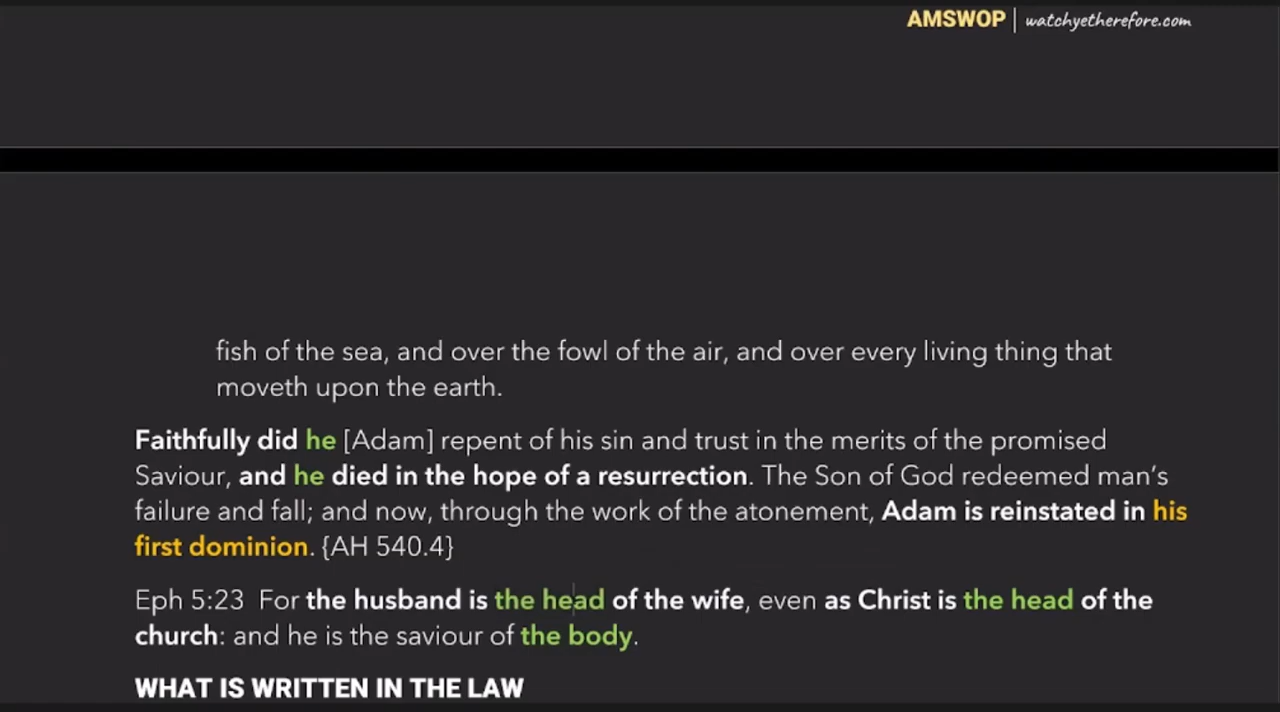 AMSWOP | watchyetherefore.com
fish of the sea, and over the fowl of the air, and over every living thing that
moveth upon the earth.
Faithfully did he [Adam] repent of his sin and trust in the merits of the promised
Saviour, and he died in the hope of a resurrection. The Son of God redeemed man’s
failure and fall; and now, through the work of the atonement, Adam is reinstated in his
first dominion. {AH 540.4}
Eph 5:23  For the husband is the head of the wife, even as Christ is the head of the
church: and he is the saviour of the body.
WHAT IS WRITTEN IN THE LAW